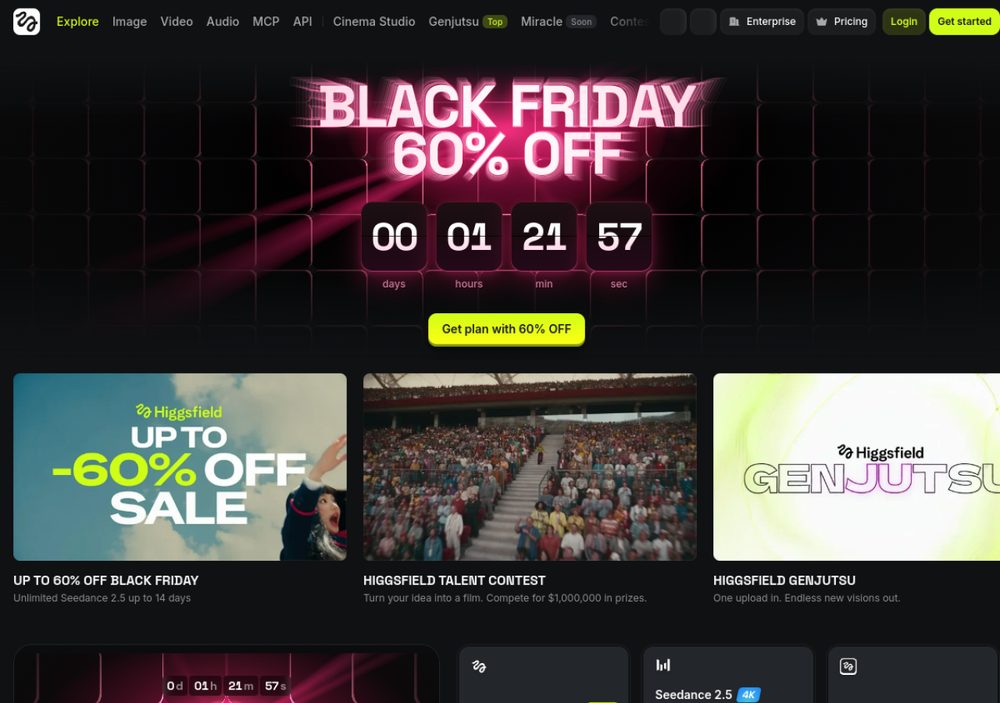 Explore Image Video Audio MCP API Cinema Studio Genjutsu Top Miracle Soon Enterprise Pricing Login Get started
BLACK FRIDAY
60% OFF
00 01 21 57
days hours min sec
Get plan with 60% OFF
Higgsfield
UP TO
-60% OFF
SALE
Higgsfield
GENJUTSU
UP TO 60% OFF BLACK FRIDAY
Unlimited Seedance 2.5 up to 14 days
HIGGSFIELD TALENT CONTEST
Turn your idea into a film. Compete for $1,000,000 in prizes.
HIGGSFIELD GENJUTSU
One upload in. Endless new visions out.
0d 01h 21m 57s
Seedance 2.5 4K